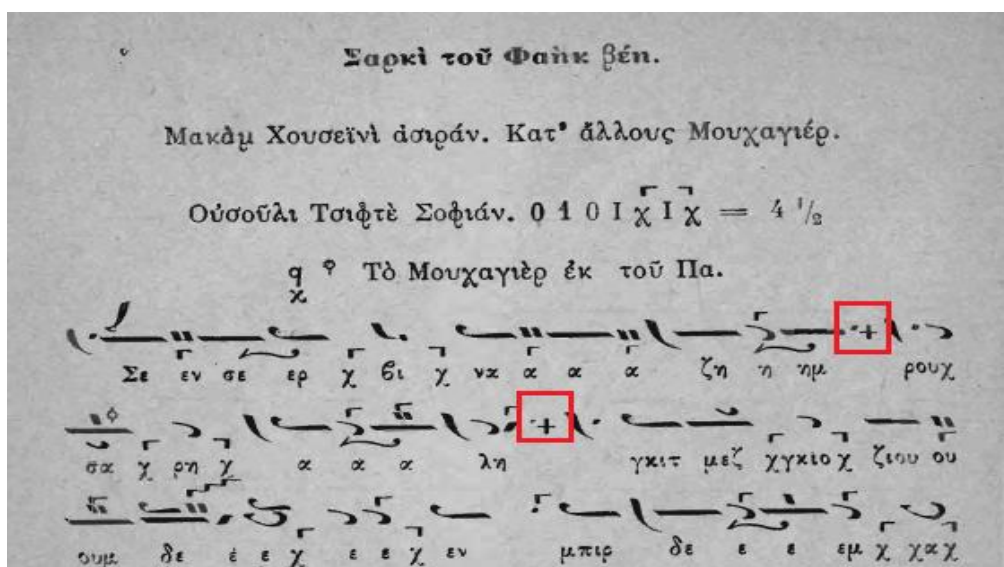 Σαρκὶ τοῦ Φαὴκ βέη.
Μακὰμ Χουσεϊνὶ ἀσιράν. Κατ' ἄλλους Μουχαγιέρ.
Οὐσοῦλι Τσιφτὲ Σοφιάν. 0 1 0 I χ I χ = 4 1/2
Τὸ Μουχαγιὲρ ἐκ τοῦ Πα.
Σε εν σε ερ χ βι χ να α α α ζη η ημ ρουχ
σα χ ρη χ α α α λη γκιτ μεζ χ γκιο χ ζιου ου
ουμ δε ε ε χ ε ε χ εν μπιρ δε ε ε εμ χ χα χ